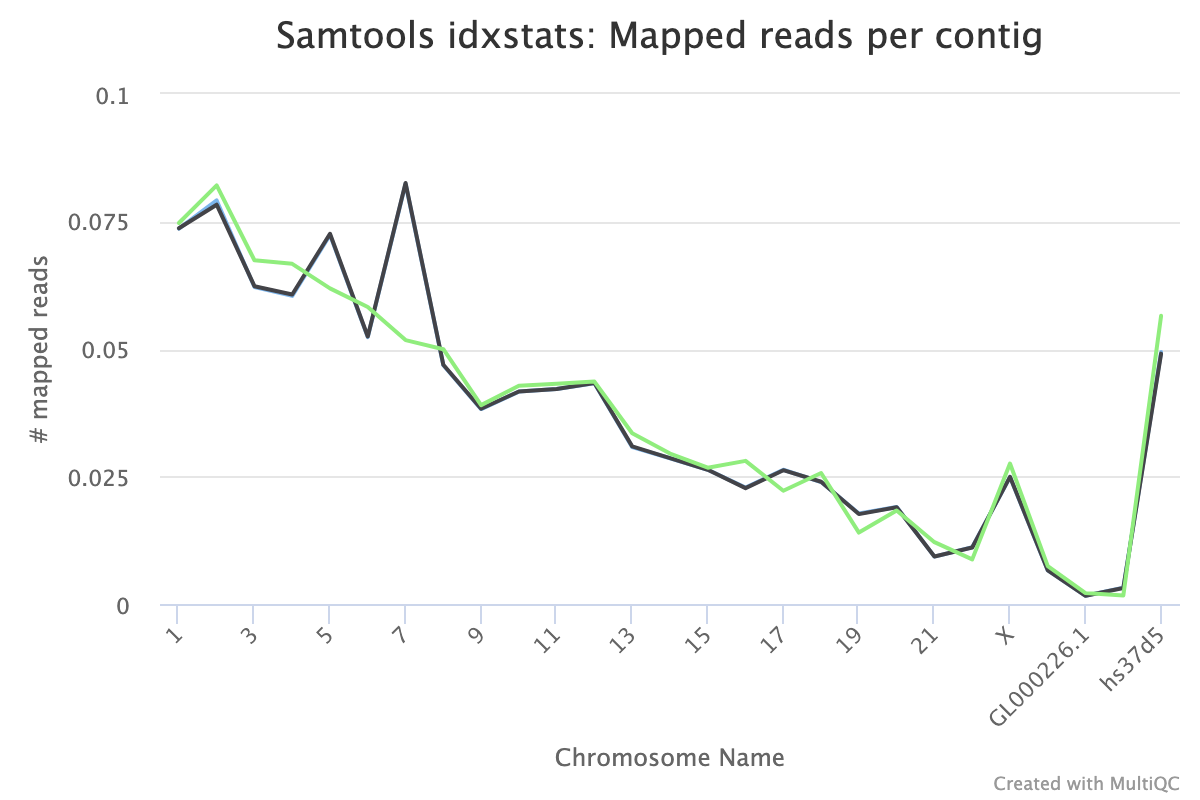 Samtools idxstats: Mapped reads per contig
0.1
0.075
0.05
0.025
0
# mapped reads
1
3
5
7
9
11
13
15
17
19
21
X
GL000226.1
hs37d5
Chromosome Name
Created with MultiQC